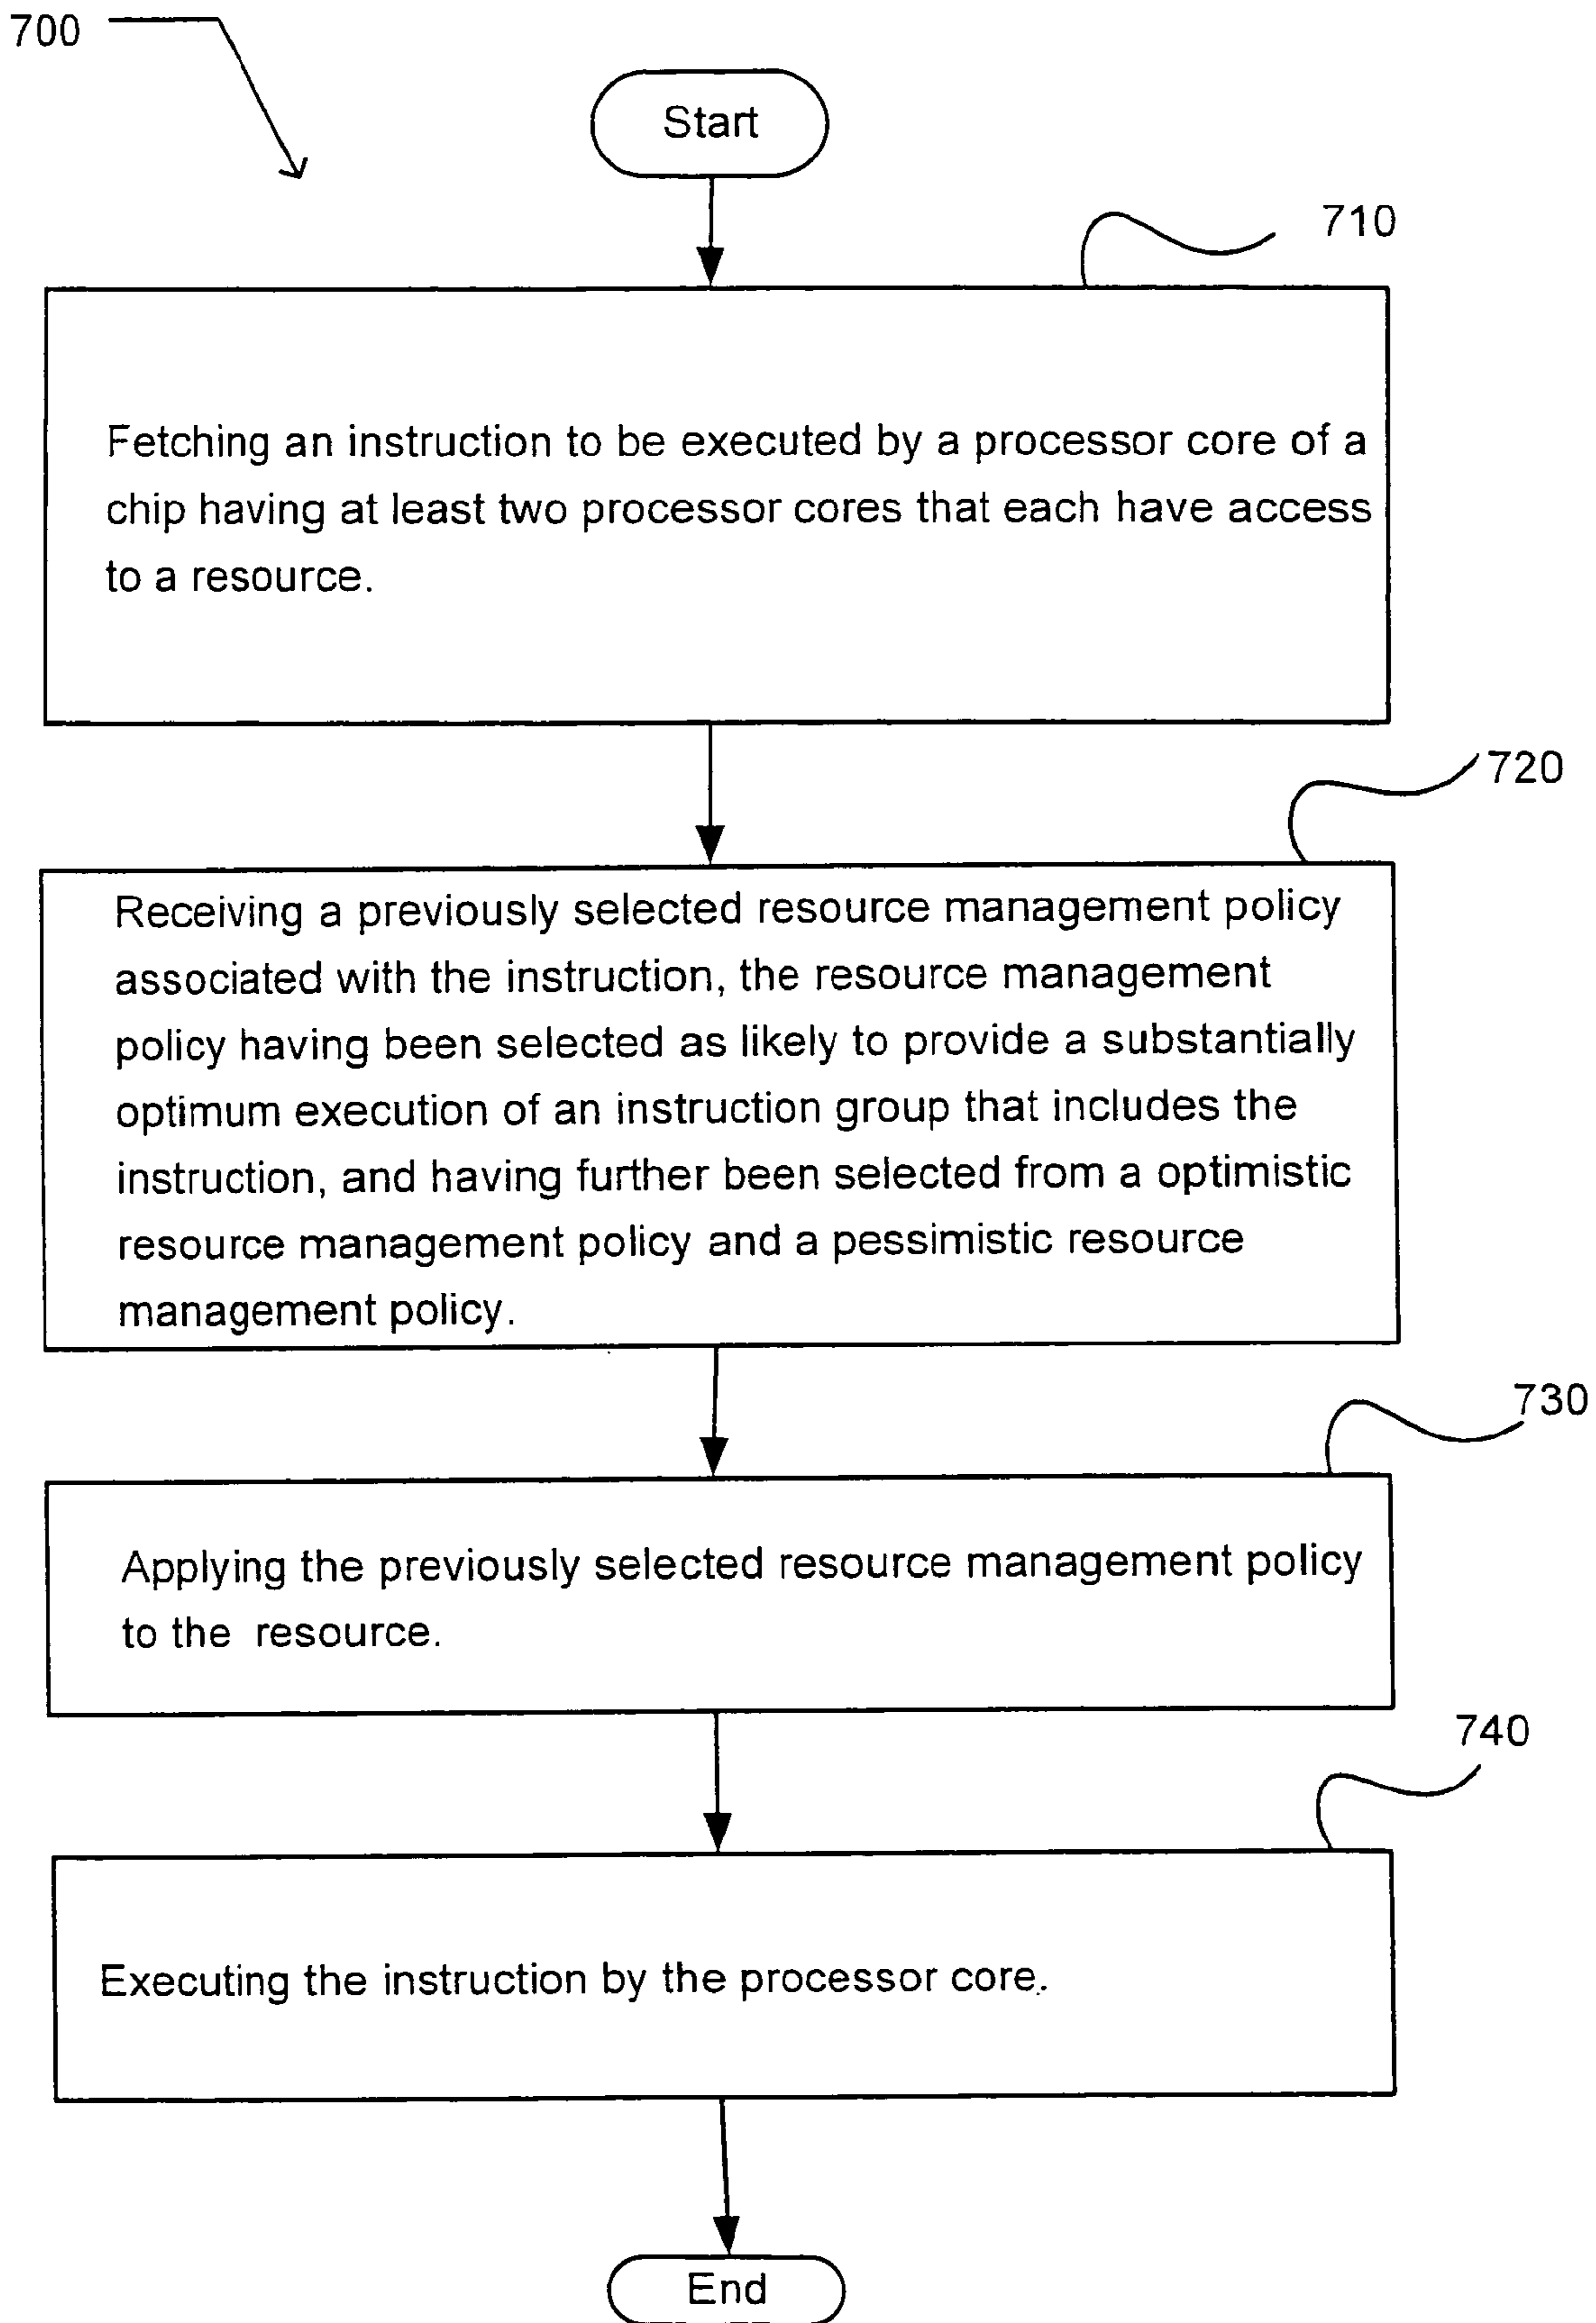 700
Start
710
Fetching an instruction to be executed by a processor core of a
chip having at least two processor cores that each have access
to a resource.
720
Receiving a previously selected resource management policy
associated with the instruction, the resource management
policy having been selected as likely to provide a substantially
optimum execution of an instruction group that includes the
instruction, and having further been selected from a optimistic
resource management policy and a pessimistic resource
management policy.
730
Applying the previously selected resource management policy
to the resource.
740
Executing the instruction by the processor core.
End